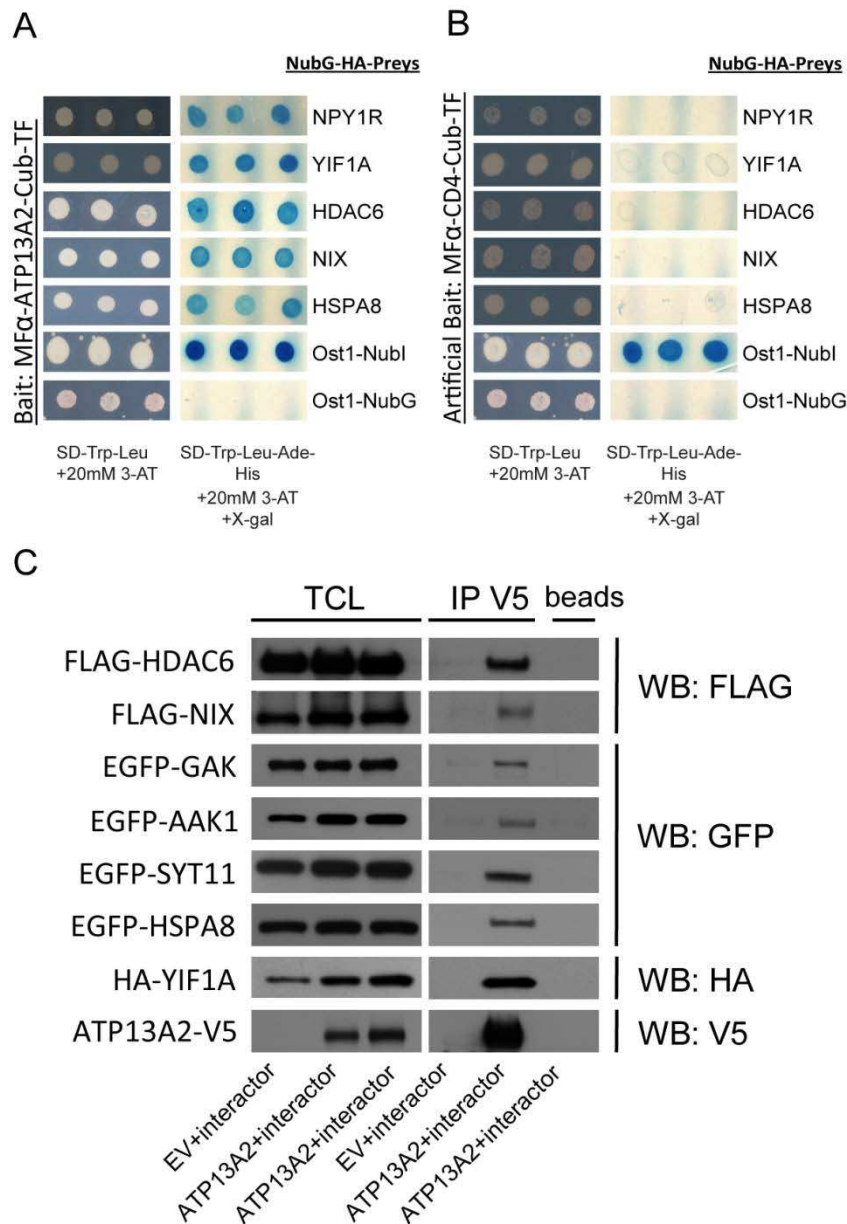 A
NubG-HA-Preys
Bait: MFα-ATP13A2-Cub-TF
NPY1R
YIF1A
HDAC6
NIX
HSPA8
Ost1-NubI
Ost1-NubG
SD-Trp-Leu
+20mM 3-AT
SD-Trp-Leu-Ade-
His
+20mM 3-AT
+X-gal
B
NubG-HA-Preys
Artificial Bait: MFα-CD4-Cub-TF
NPY1R
YIF1A
HDAC6
NIX
HSPA8
Ost1-NubI
Ost1-NubG
SD-Trp-Leu
+20mM 3-AT
SD-Trp-Leu-Ade-
His
+20mM 3-AT
+X-gal
C
TCL
IP V5
beads
FLAG-HDAC6
FLAG-NIX
WB: FLAG
EGFP-GAK
EGFP-AAK1
EGFP-SYT11
EGFP-HSPA8
WB: GFP
HA-YIF1A
WB: HA
ATP13A2-V5
WB: V5
EV+interactor
ATP13A2+interactor
ATP13A2+interactor
EV+interactor
ATP13A2+interactor
ATP13A2+interactor